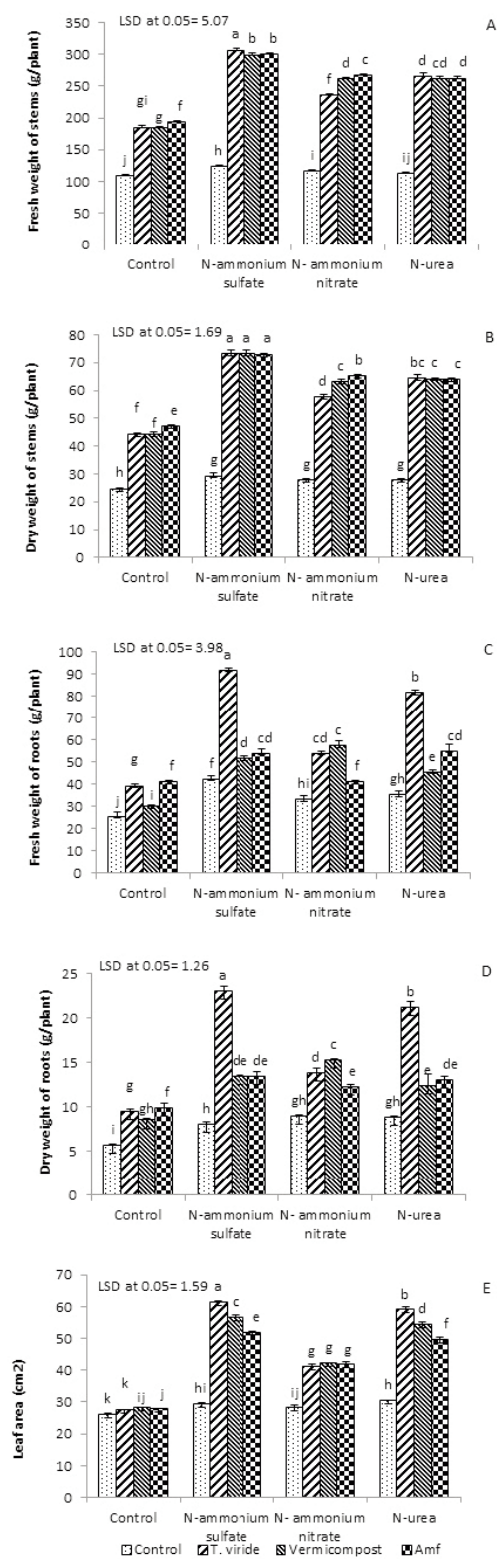 LSD at 0.05= 5.07
A
Fresh weight of stems (g/plant)
350
300
250
200
150
100
50
0
j gi g f
h a b b
i f d c
ij d cd d
Control N-ammonium sulfate N- ammonium nitrate N-urea
LSD at 0.05= 1.69
B
Dry weight of stems (g/plant)
80
70
60
50
40
30
20
10
0
h f f e
g a a a
g d c b
g bc c c
Control N-ammonium sulfate N- ammonium nitrate N-urea
LSD at 0.05= 3.98
C
Fresh weight of roots (g/plant)
100
90
80
70
60
50
40
30
20
10
0
j g i f
f a d cd
hi cd c f
gh b e cd
Control N-ammonium sulfate N- ammonium nitrate N-urea
LSD at 0.05= 1.26
D
Dry weight of roots (g/plant)
25
20
15
10
5
0
i g gh f
h a de de
gh d c e
gh b e de
Control N-ammonium sulfate N- ammonium nitrate N-urea
LSD at 0.05= 1.59
E
Leaf area (cm2)
70
60
50
40
30
20
10
0
k k ij j
hi a c e
ij g g g
h b d f
Control N-ammonium sulfate N- ammonium nitrate N-urea
Control T. viride Vermicompost Amf